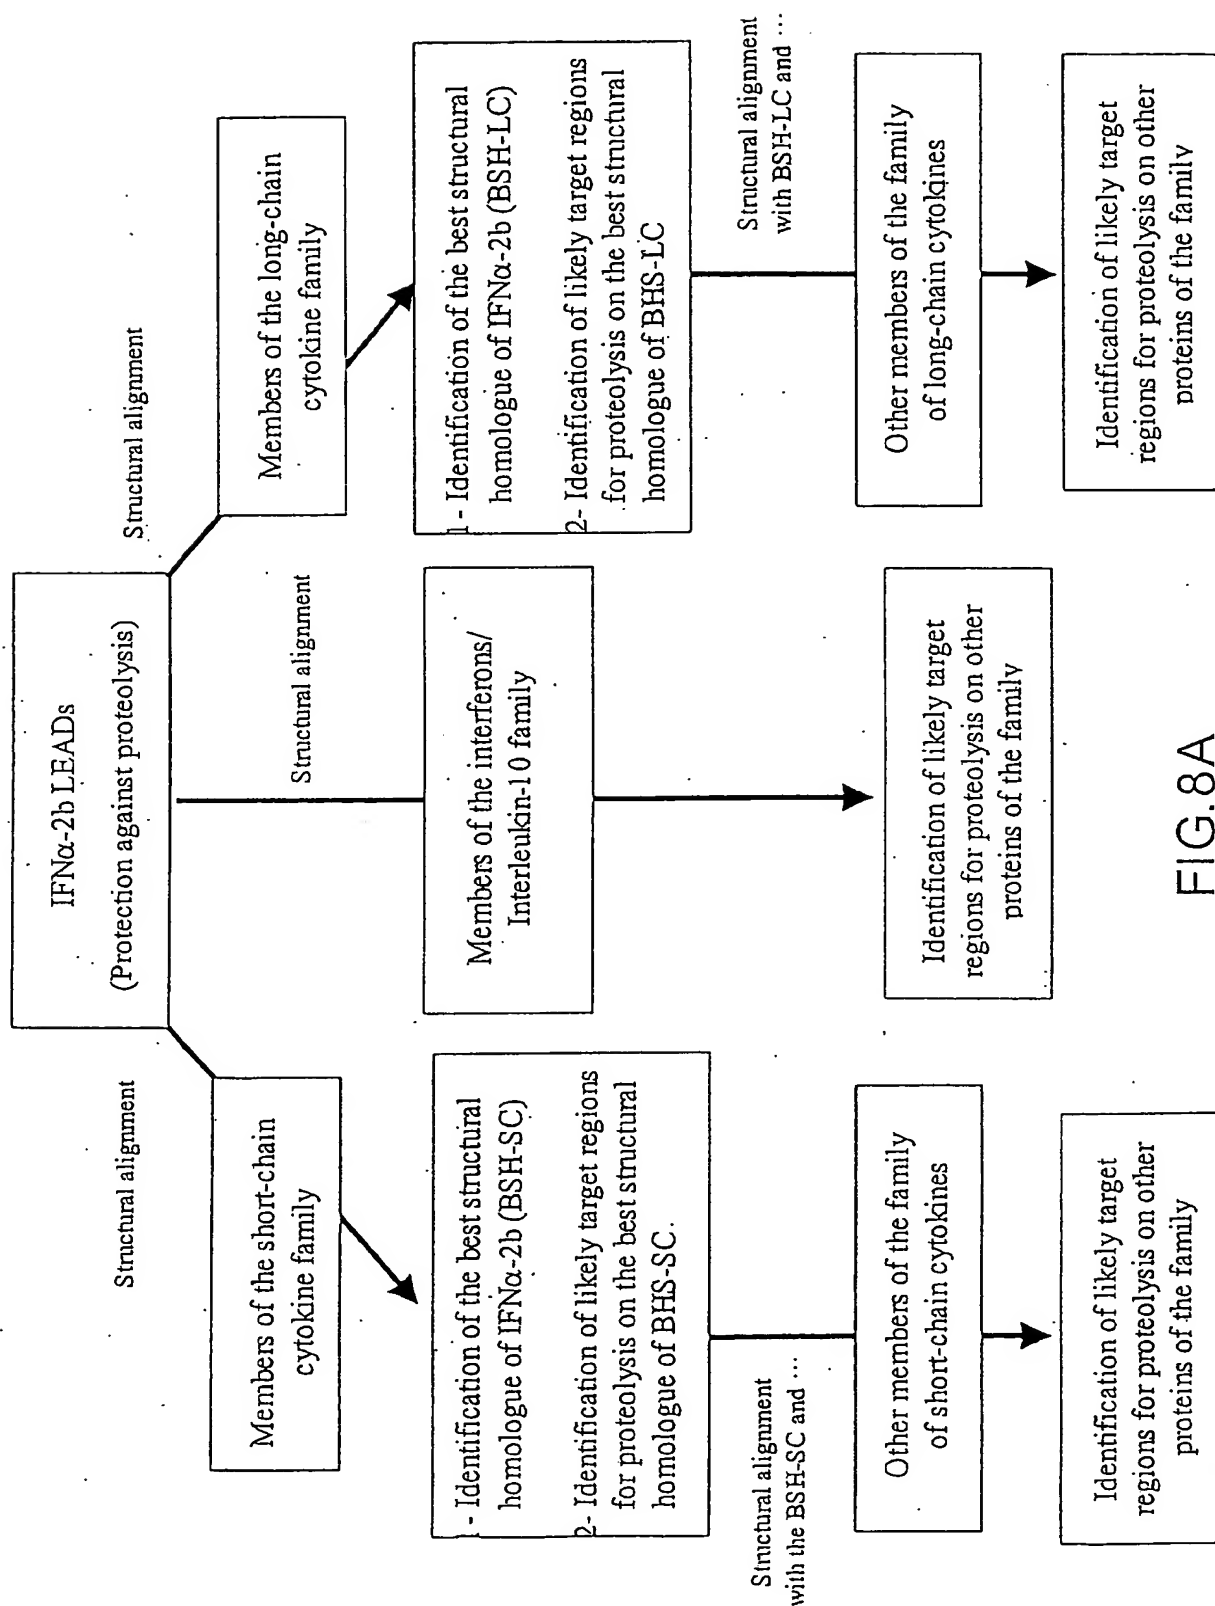 IFNα-2b LEADs
(Protection against proteolysis)
Structural alignment
Structural alignment
Structural alignment
Members of the short-chain
cytokine family
Members of the interferons/
Interleukin-10 family
Members of the long-chain
cytokine family
1- Identification of the best structural
homologue of IFNα-2b (BSH-SC)
2- Identification of likely target regions
for proteolysis on the best structural
homologue of BHS-SC.
1- Identification of the best structural
homologue of IFNα-2b (BSH-LC)
2- Identification of likely target regions
for proteolysis on the best structural
homologue of BHS-LC
Structural alignment
with the BSH-SC and ...
Structural alignment
with BSH-LC and ...
Other members of the family
of short-chain cytokines
Identification of likely target
regions for proteolysis on other
proteins of the family
Other members of the family
of long-chain cytokines
Identification of likely target
regions for proteolysis on other
proteins of the family
Identification of likely target
regions for proteolysis on other
proteins of the family
FIG.8A